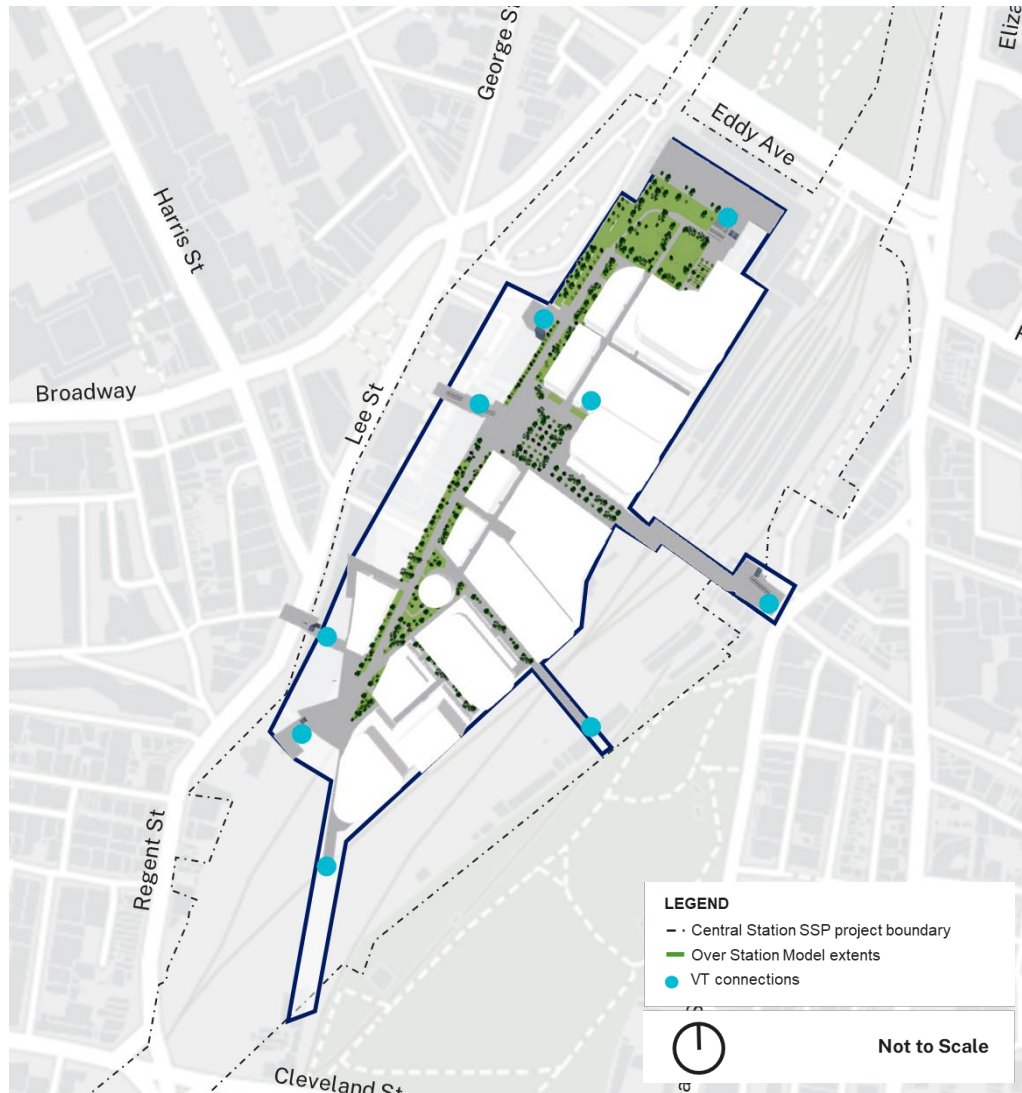 George S
Eliza
Eddy Ave
Harris St
Broadway
Lee St
Regent St
Cleveland St
LEGEND
Central Station SSP project boundary
Over Station Model extents
VT connections
Not to Scale